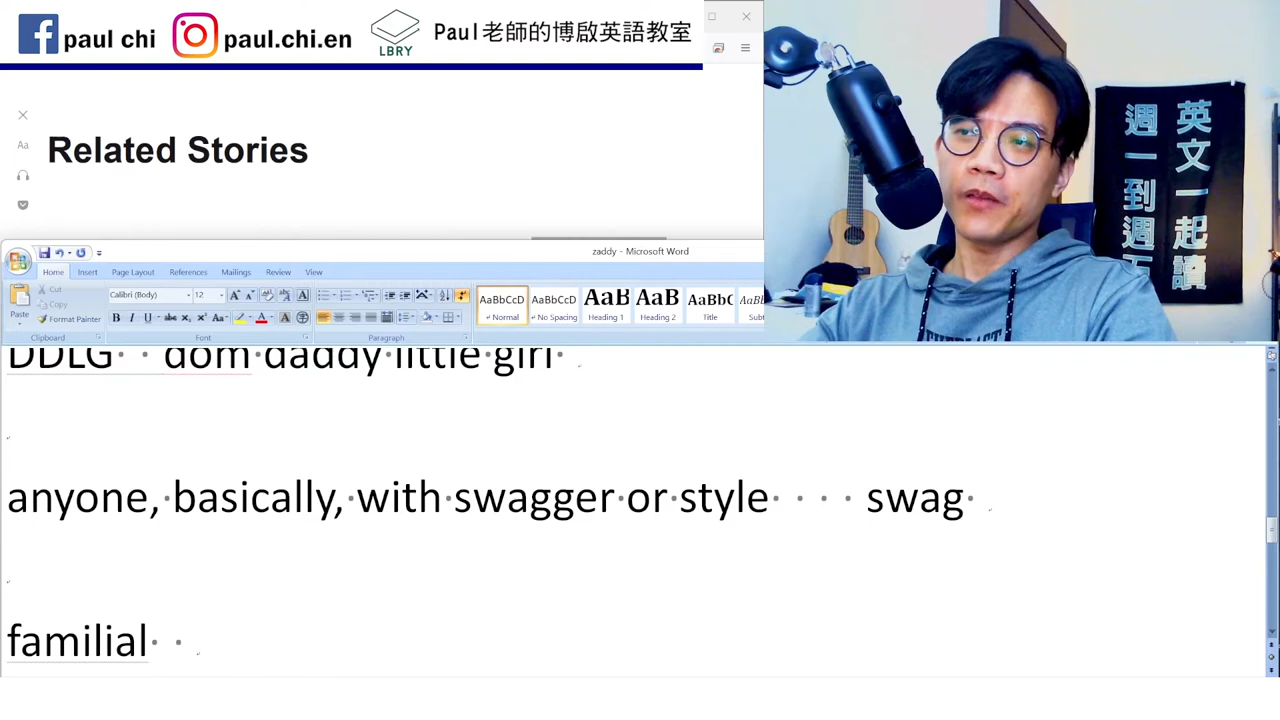 paul chi
paul.chi.en
LBRY
Paul老師的博啟英語教室
Related Stories
Aa
zaddy - Microsoft Word
Home Insert Page Layout References Mailings Review View
Paste
Cut
Copy
Format Painter
Clipboard
Calibri (Body) 12
Font
Paragraph
AaBbCcD AaBbCcD AaB AaB AaBbC AaB
Normal No Spacing Heading 1 Heading 2 Title Subt
DDLG dom daddy little girl
anyone, basically, with swagger or style swag
familial
英文一起讀
週一到週五